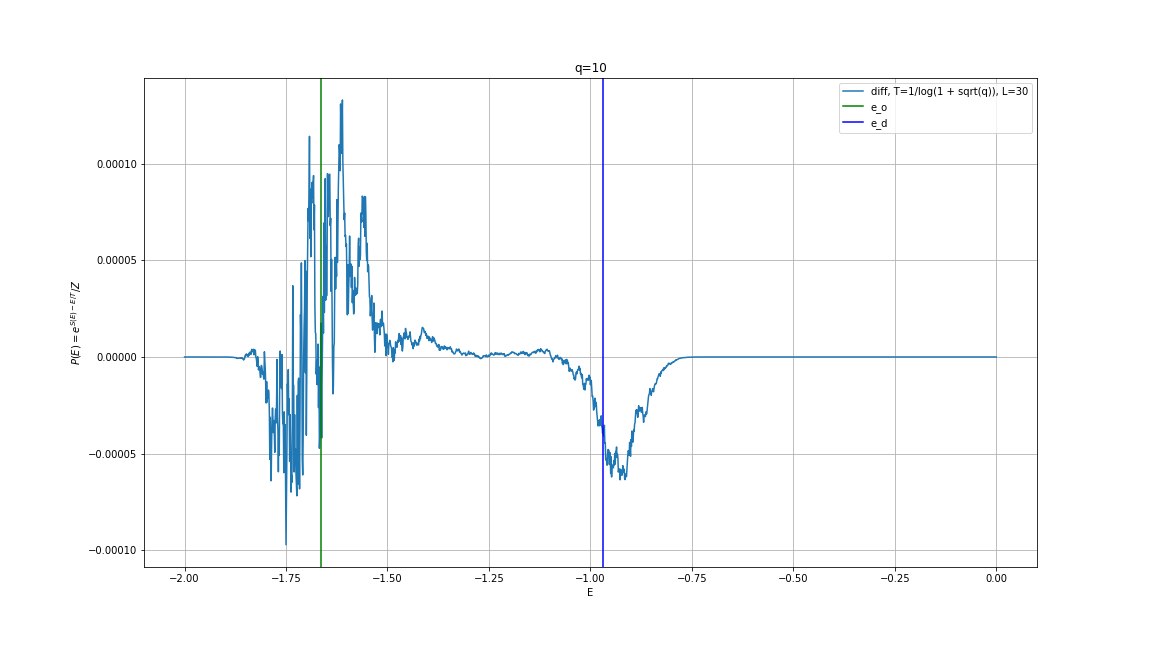 q=10
diff, T=1/log(1 + sqrt(q)), L=30
e_o
e_d
P(E) = e^{S(E) − E/T}/Z
0.00010
0.00005
0.00000
−0.00005
−0.00010
−2.00 −1.75 −1.50 −1.25 −1.00 −0.75 −0.50 −0.25 0.00
E